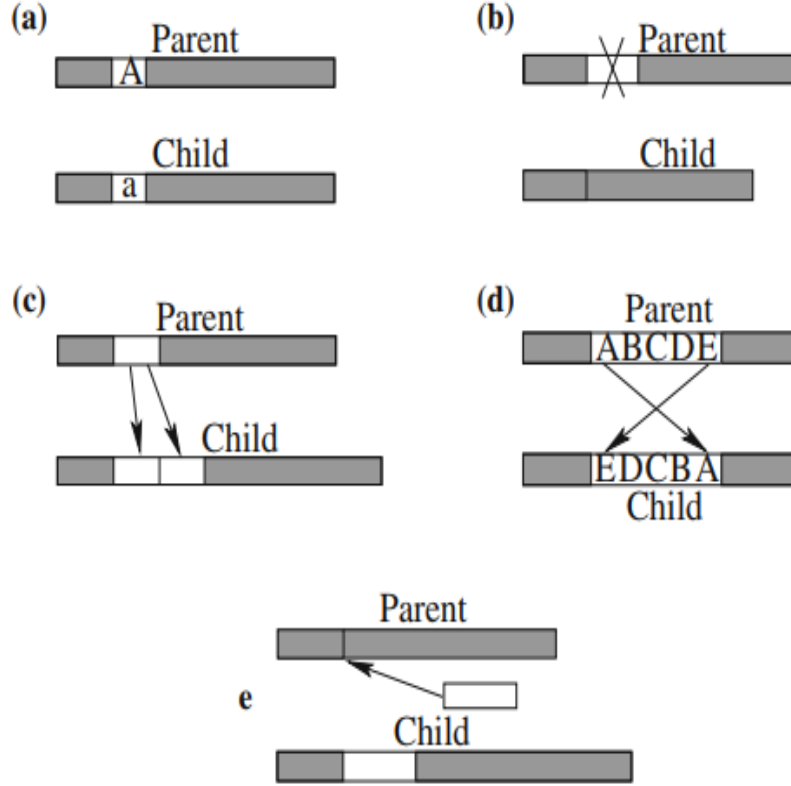 (a)
Parent
A
Child
a
(b)
Parent
Child
(c)
Parent
Child
(d)
Parent
ABCDE
EDCBA
Child
e
Parent
Child